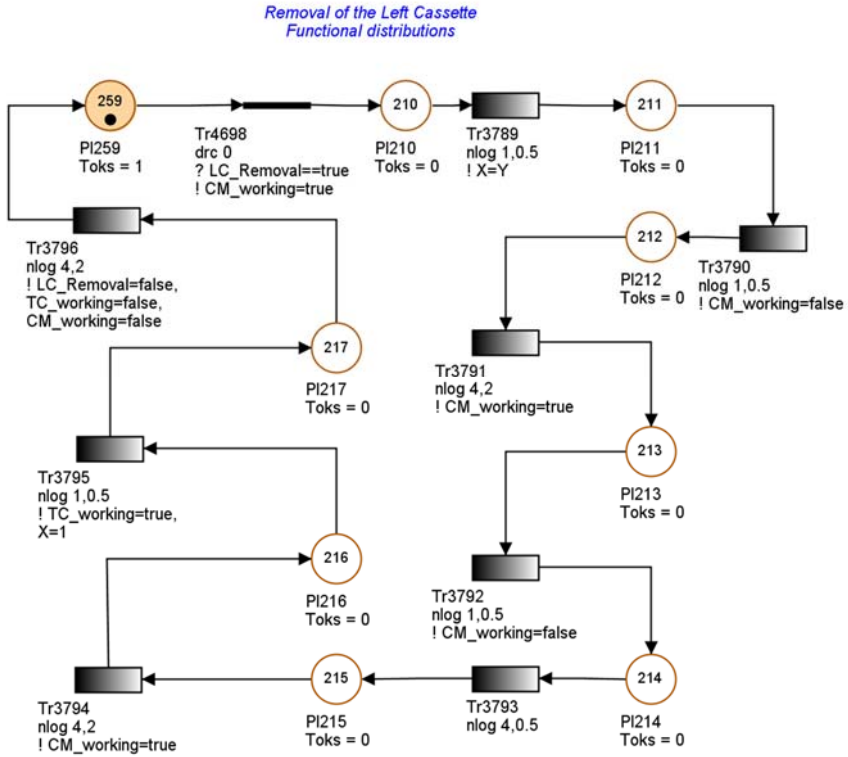 Removal of the Left Cassette
Functional distributions
259
Pl259
Toks = 1
Tr4698
drc 0
? LC_Removal==true
! CM_working=true
210
Pl210
Toks = 0
Tr3789
nlog 1,0.5
! X=Y
211
Pl211
Toks = 0
Tr3796
nlog 4,2
! LC_Removal=false,
TC_working=false,
CM_working=false
212
Pl212
Toks = 0
Tr3790
nlog 1,0.5
! CM_working=false
217
Pl217
Toks = 0
Tr3791
nlog 4,2
! CM_working=true
213
Pl213
Toks = 0
Tr3795
nlog 1,0.5
! TC_working=true,
X=1
216
Pl216
Toks = 0
Tr3792
nlog 1,0.5
! CM_working=false
Tr3794
nlog 4,2
! CM_working=true
215
Pl215
Toks = 0
Tr3793
nlog 4,0.5
214
Pl214
Toks = 0